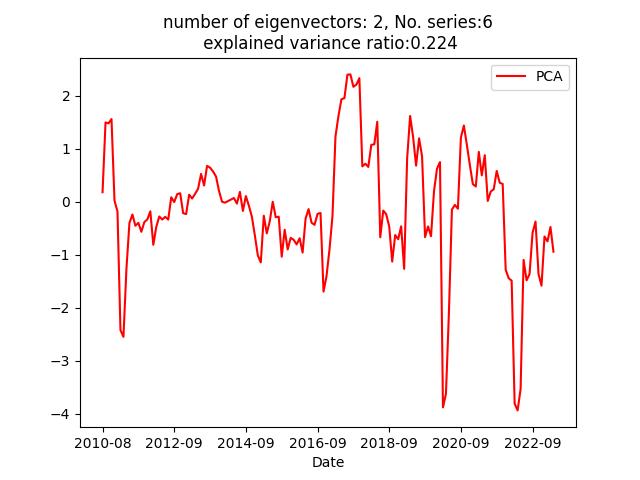 number of eigenvectors: 2, No. series:6
explained variance ratio:0.224
PCA
2
1
0
−1
−2
−3
−4
2010-08 2012-09 2014-09 2016-09 2018-09 2020-09 2022-09
Date